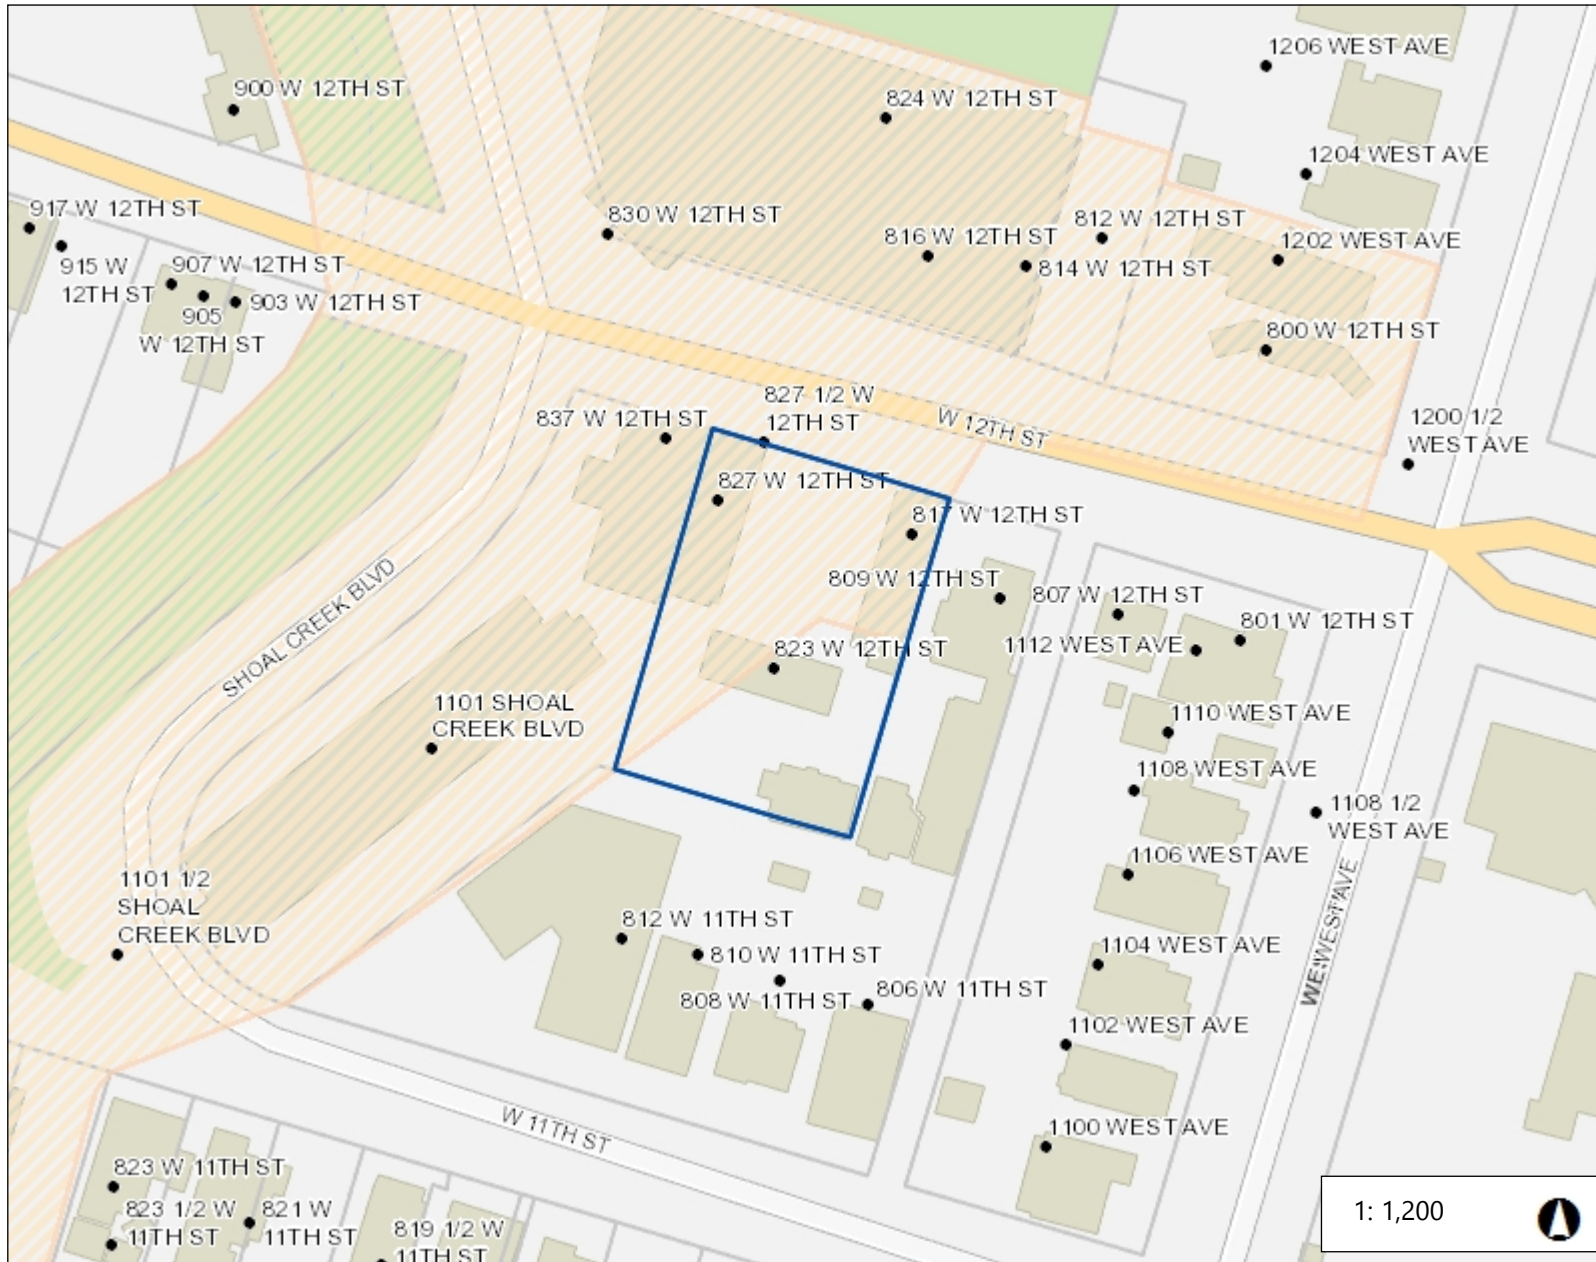 1206 WEST AVE
900 W 12TH ST
824 W 12TH ST
1204 WEST AVE
917 W 12TH ST
830 W 12TH ST
812 W 12TH ST
816 W 12TH ST
1202 WEST AVE
915 W
12TH ST
907 W 12TH ST
814 W 12TH ST
903 W 12TH ST
905
W 12TH ST
800 W 12TH ST
827 1/2 W
12TH ST
837 W 12TH ST
W 12TH ST
1200 1/2
WEST AVE
827 W 12TH ST
817 W 12TH ST
809 W 12TH ST
807 W 12TH ST
801 W 12TH ST
1112 WEST AVE
823 W 12TH ST
SHOAL CREEK BLVD
1101 SHOAL
CREEK BLVD
1110 WEST AVE
1108 WEST AVE
1108 1/2
WEST AVE
1106 WEST AVE
1101 1/2
SHOAL
CREEK BLVD
812 W 11TH ST
810 W 11TH ST
808 W 11TH ST
806 W 11TH ST
1104 WEST AVE
WEST AVE
1102 WEST AVE
1100 WEST AVE
W 11TH ST
823 W 11TH ST
823 1/2 W
11TH ST
821 W
11TH ST
819 1/2 W
11TH ST
1: 1,200